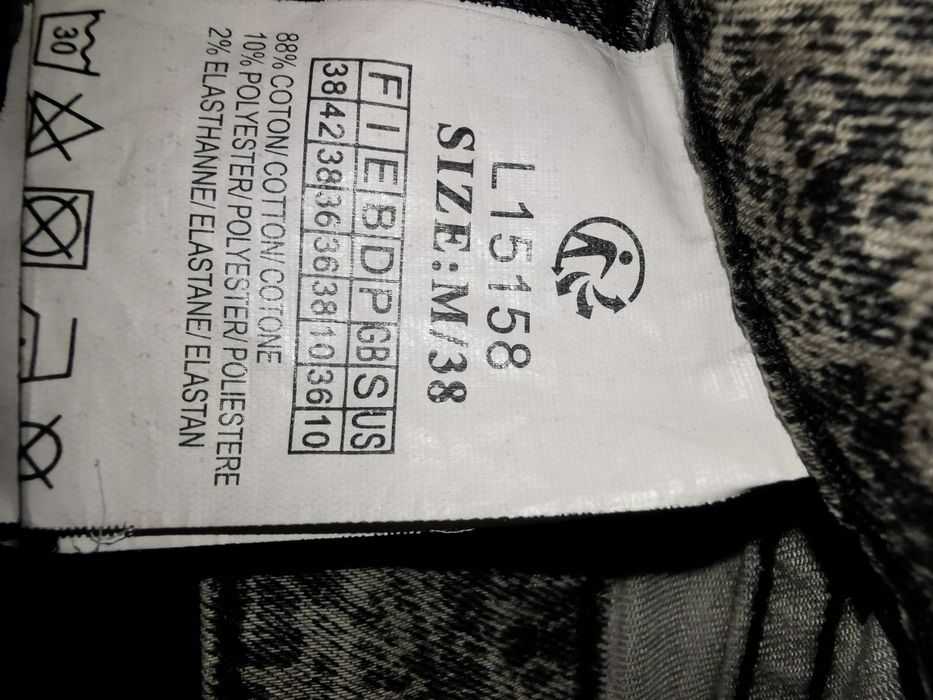 L15158
SIZE: M/38
F I E B D P GB S US
38 42 38 36 36 38 10 36 10
88% COTON/ COTTON/ COTONE
10% POLYESTER/ POLYESTER/ POLIESTERE
2% ELASTHANNE/ ELASTANE/ ELASTAN
30